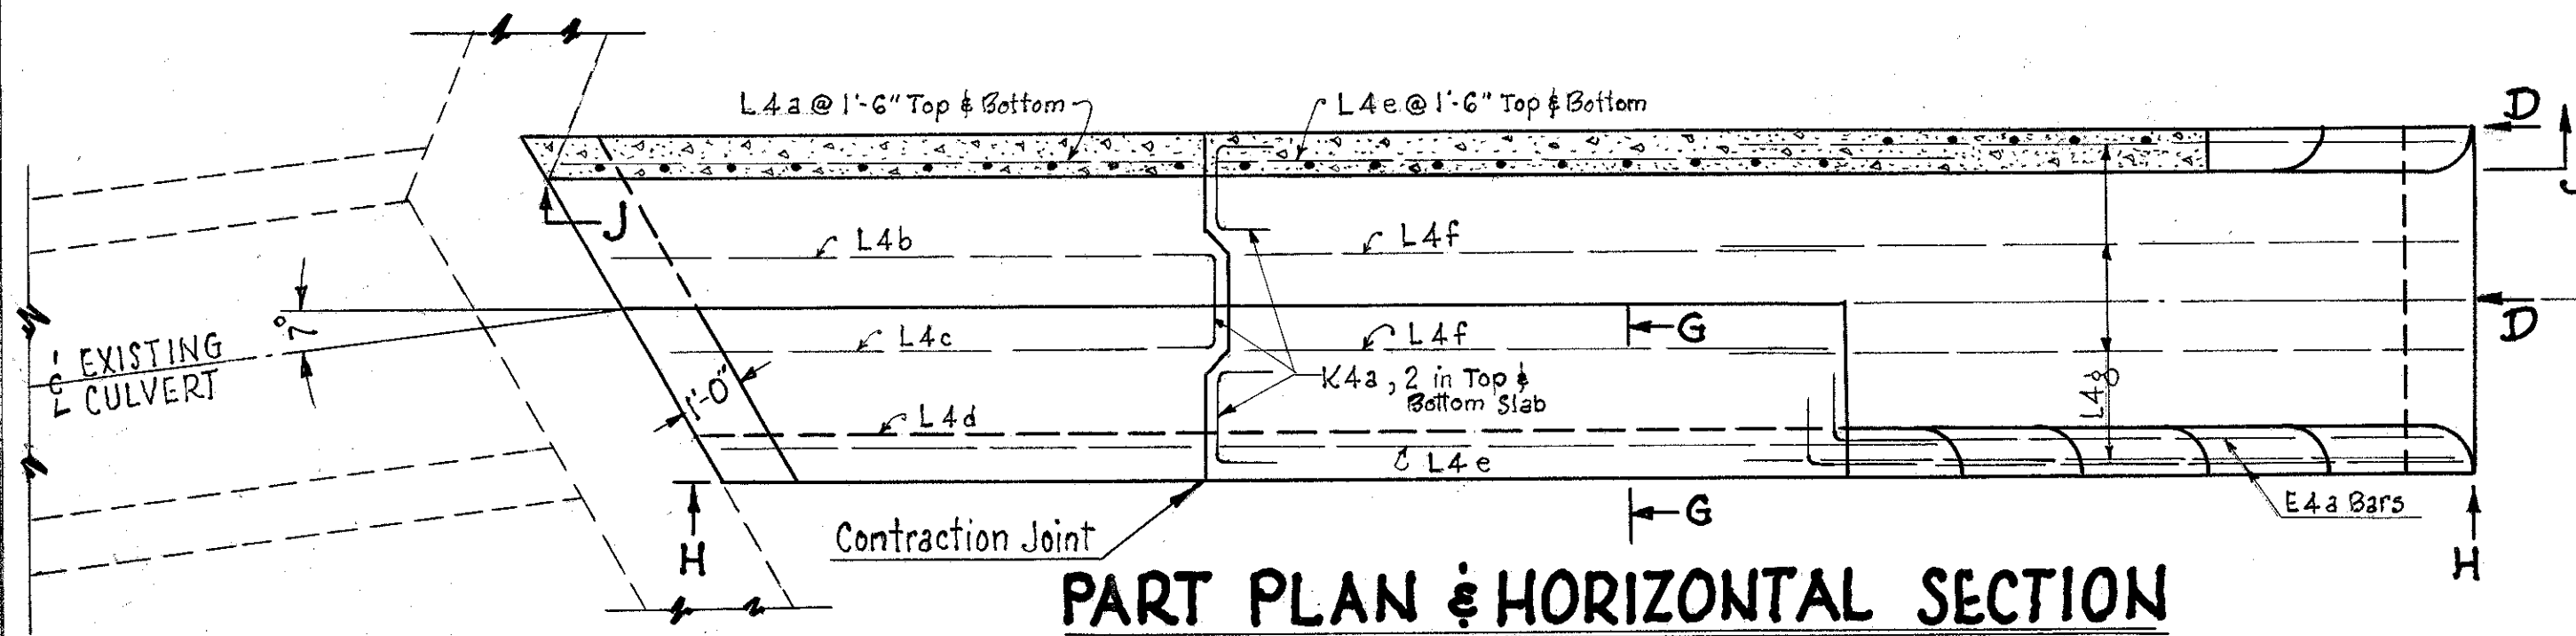 L4a @ 1'-6" Top & Bottom
L4e @ 1'-6" Top & Bottom
D
J
J
L4b
L4f
7°
L4c
L4f
G
D
℄ EXISTING
CULVERT
1'-0"
K4a, 2 in Top &
Bottom Slab
L4g
L4d
L4e
E4a Bars
G
Contraction Joint
H
H
PART PLAN & HORIZONTAL SECTION